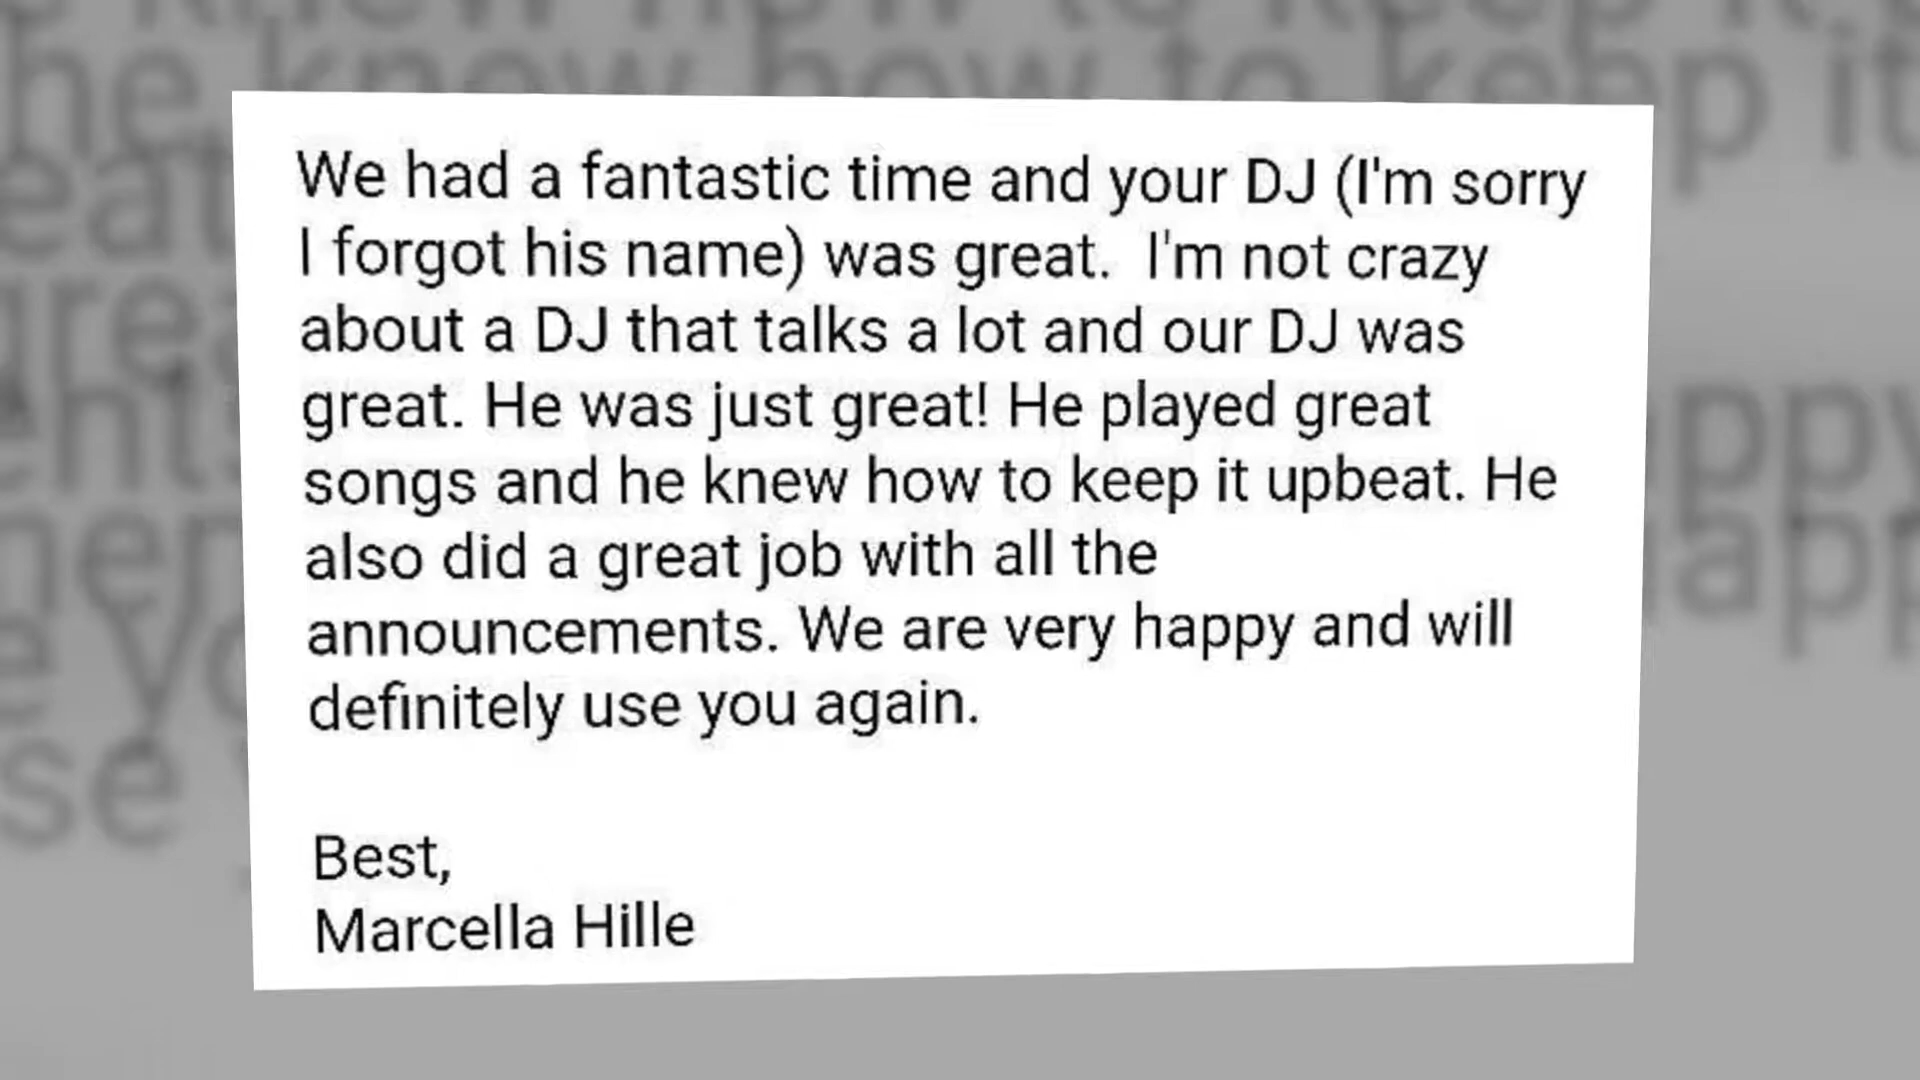 We had a fantastic time and your DJ (I'm sorry
I forgot his name) was great.  I'm not crazy
about a DJ that talks a lot and our DJ was
great. He was just great! He played great
songs and he knew how to keep it upbeat. He
also did a great job with all the
announcements. We are very happy and will
definitely use you again.
Best,
Marcella Hille